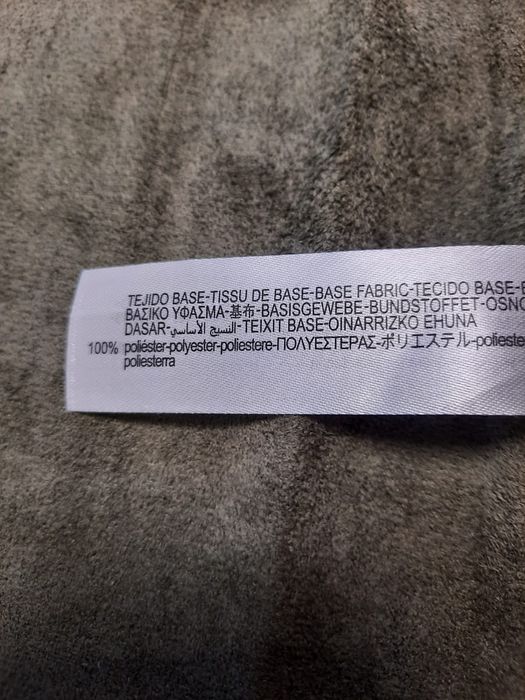 TEJIDO BASE-TISSU DE BASE-BASE FABRIC-TECIDO BASE-
ΒΑΣΙΚΟ ΥΦΑΣΜΑ-基布-BASISGEWEBE-BUNDSTOFFET-OSNO
DASAR-النسيج الأساسي-TEIXIT BASE-OINARRIZKO EHUNA
100% poliéster-polyester-poliestere-ΠΟΛΥΕΣΤΕΡΑΣ-ポリエステル-polieste
poliesterra